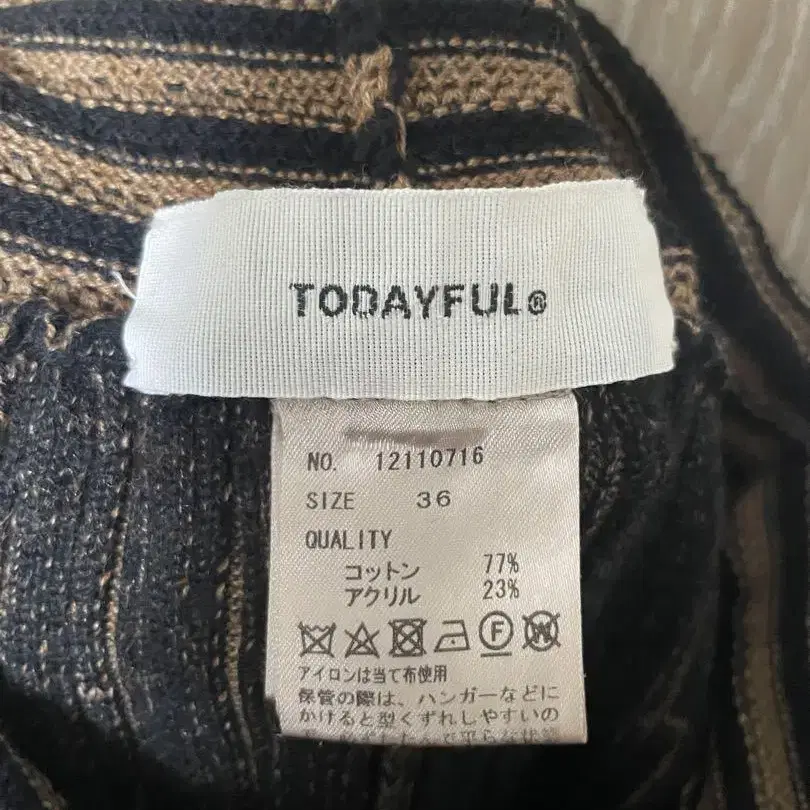 TODAYFUL®
NO. 12110716
SIZE 36
QUALITY
コットン 77%
アクリル 23%
F W
アイロンは当て布使用
保管の際は、ハンガーなどに
かけると型くずれしやすいの